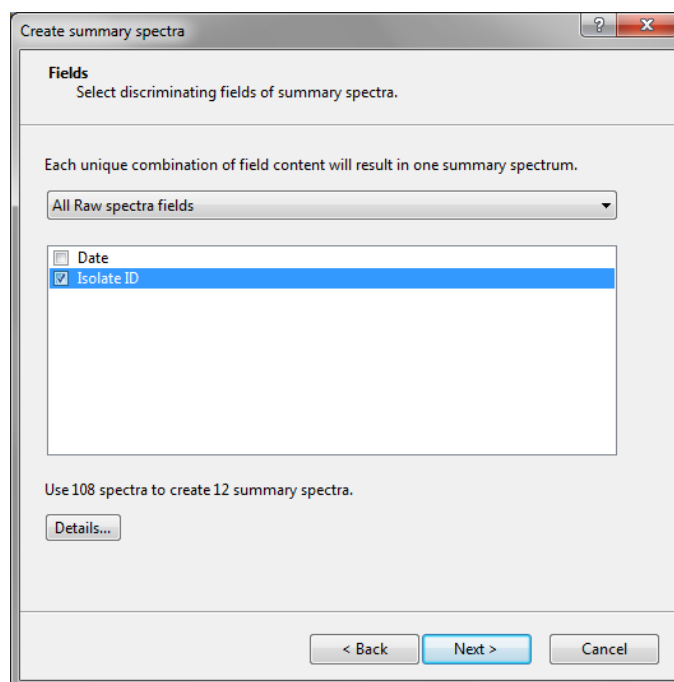 Create summary spectra
Fields
Select discriminating fields of summary spectra.
Each unique combination of field content will result in one summary spectrum.
All Raw spectra fields
Date
Isolate ID
Use 108 spectra to create 12 summary spectra.
Details...
< Back Next > Cancel